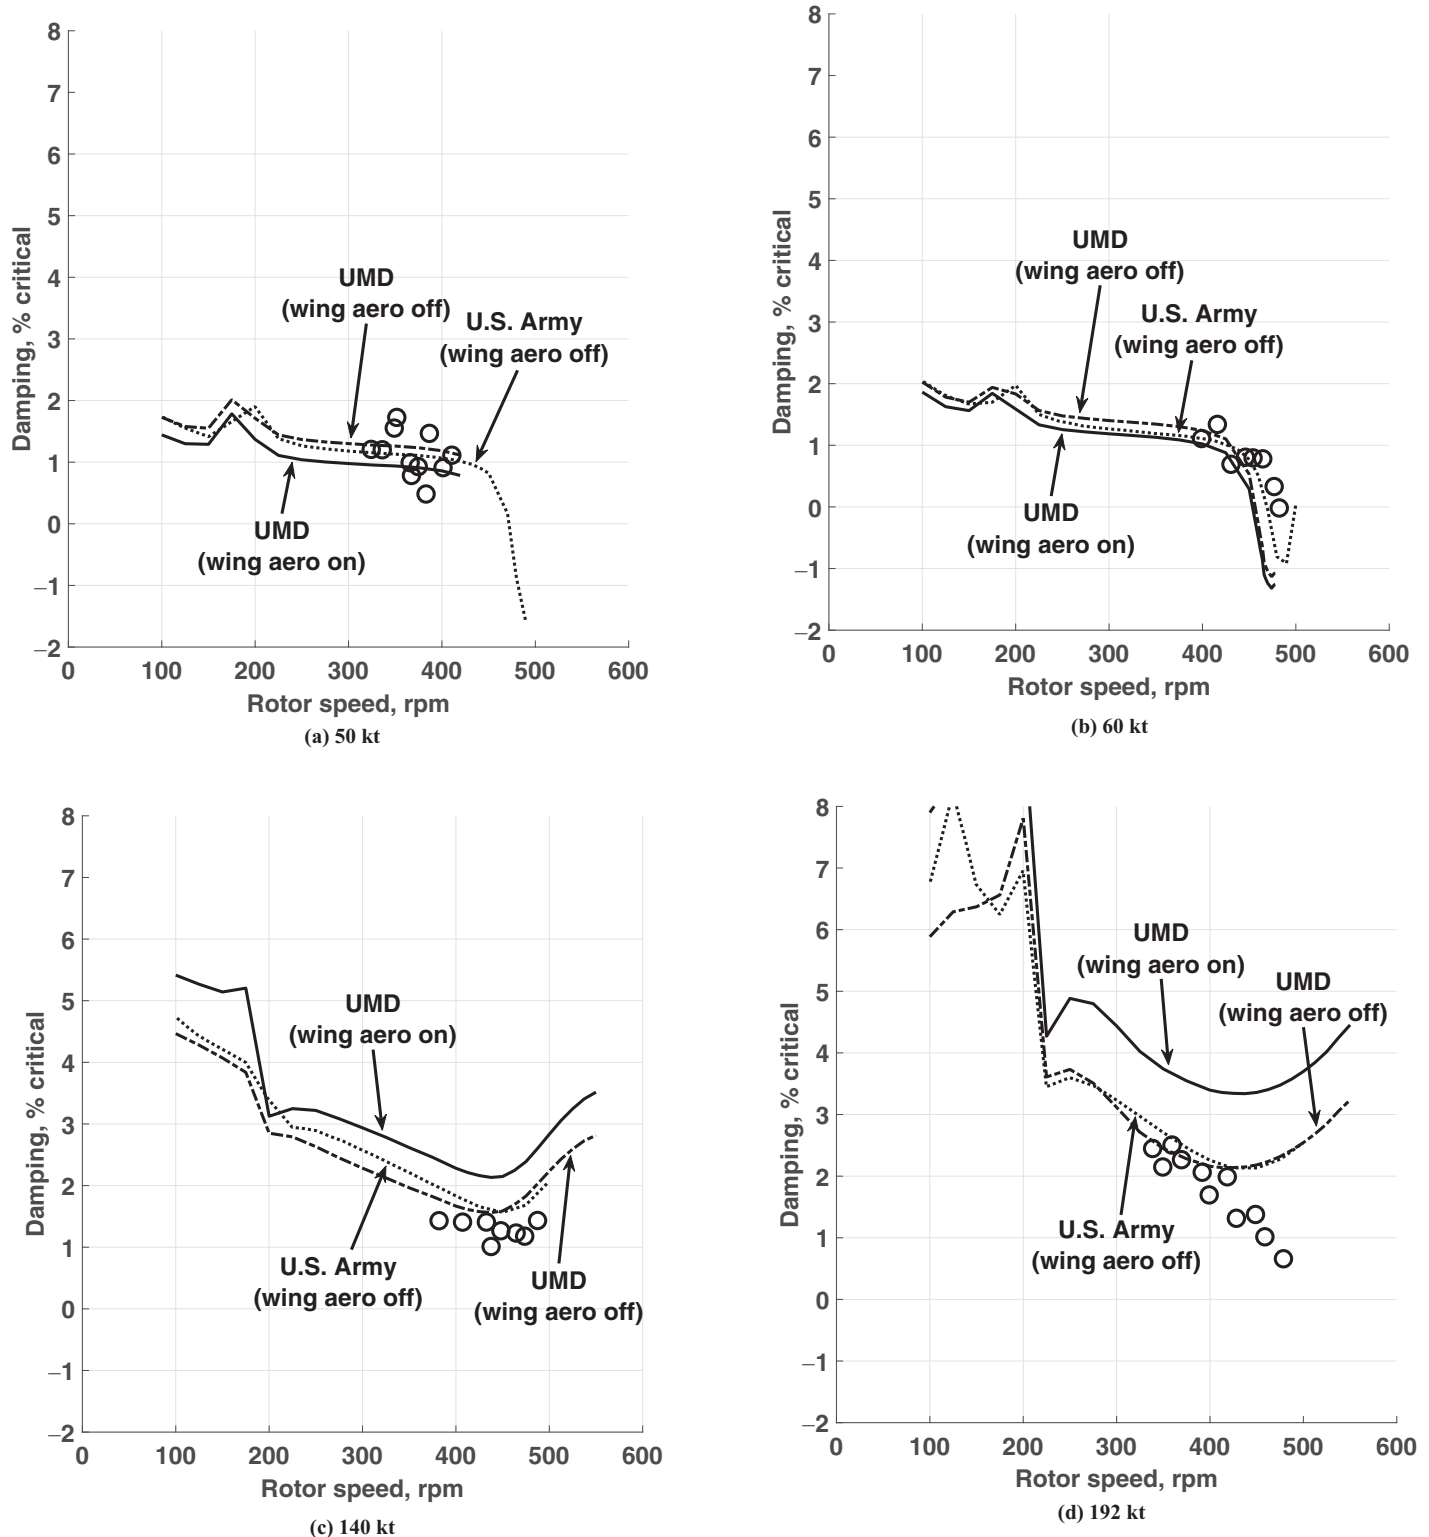 8
7
6
5
4
3
2
1
0
−1
−2
0
100
200
300
400
500
600
Damping, % critical
Rotor speed, rpm
UMD
(wing aero off)
U.S. Army
(wing aero off)
UMD
(wing aero on)
(a) 50 kt
8
7
6
5
4
3
2
1
0
−1
−2
0
100
200
300
400
500
600
Damping, % critical
Rotor speed, rpm
UMD
(wing aero off)
U.S. Army
(wing aero off)
UMD
(wing aero on)
(b) 60 kt
8
7
6
5
4
3
2
1
0
−1
−2
0
100
200
300
400
500
600
Damping, % critical
Rotor speed, rpm
UMD
(wing aero on)
U.S. Army
(wing aero off)
UMD
(wing aero off)
(c) 140 kt
8
7
6
5
4
3
2
1
0
−1
−2
0
100
200
300
400
500
600
Damping, % critical
Rotor speed, rpm
UMD
(wing aero on)
UMD
(wing aero off)
U.S. Army
(wing aero off)
(d) 192 kt